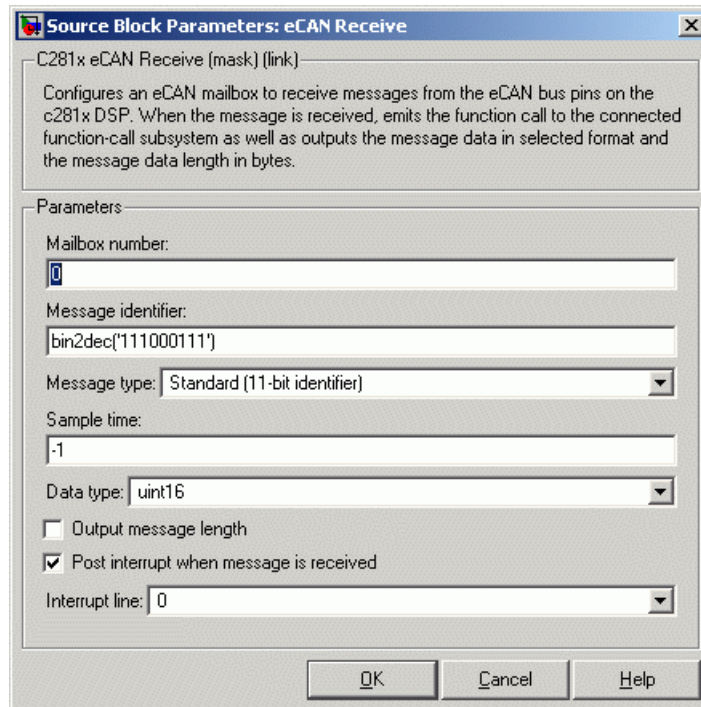 Source Block Parameters: eCAN Receive
C281x eCAN Receive (mask) (link)
Configures an eCAN mailbox to receive messages from the eCAN bus pins on the
c281x DSP. When the message is received, emits the function call to the connected
function-call subsystem as well as outputs the message data in selected format and
the message data length in bytes.
Parameters
Mailbox number:
0
Message identifier:
bin2dec('111000111')
Message type: Standard (11-bit identifier)
Sample time:
-1
Data type: uint16
Output message length
Post interrupt when message is received
Interrupt line: 0
OK Cancel Help